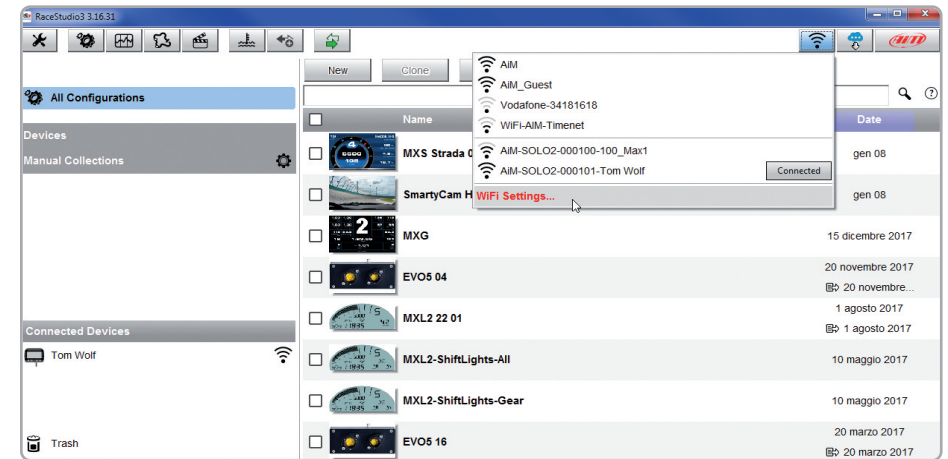 RaceStudio3 3.16.31
AiM
New
Clone
AiM
AiM_Guest
Vodafone-34181618
WiFi-AIM-Timenet
AiM-SOLO2-000100-100_Max1
AiM-SOLO2-000101-Tom Wolf
Connected
WiFi Settings...
All Configurations
Devices
Manual Collections
Name
Date
MXS Strada 0
gen 08
SmartyCam H
gen 08
MXG
15 dicembre 2017
EVO5 04
20 novembre 2017
20 novembre...
MXL2 22 01
1 agosto 2017
1 agosto 2017
Connected Devices
Tom Wolf
MXL2-ShiftLights-All
10 maggio 2017
MXL2-ShiftLights-Gear
10 maggio 2017
Trash
EVO5 16
20 marzo 2017
20 marzo 2017